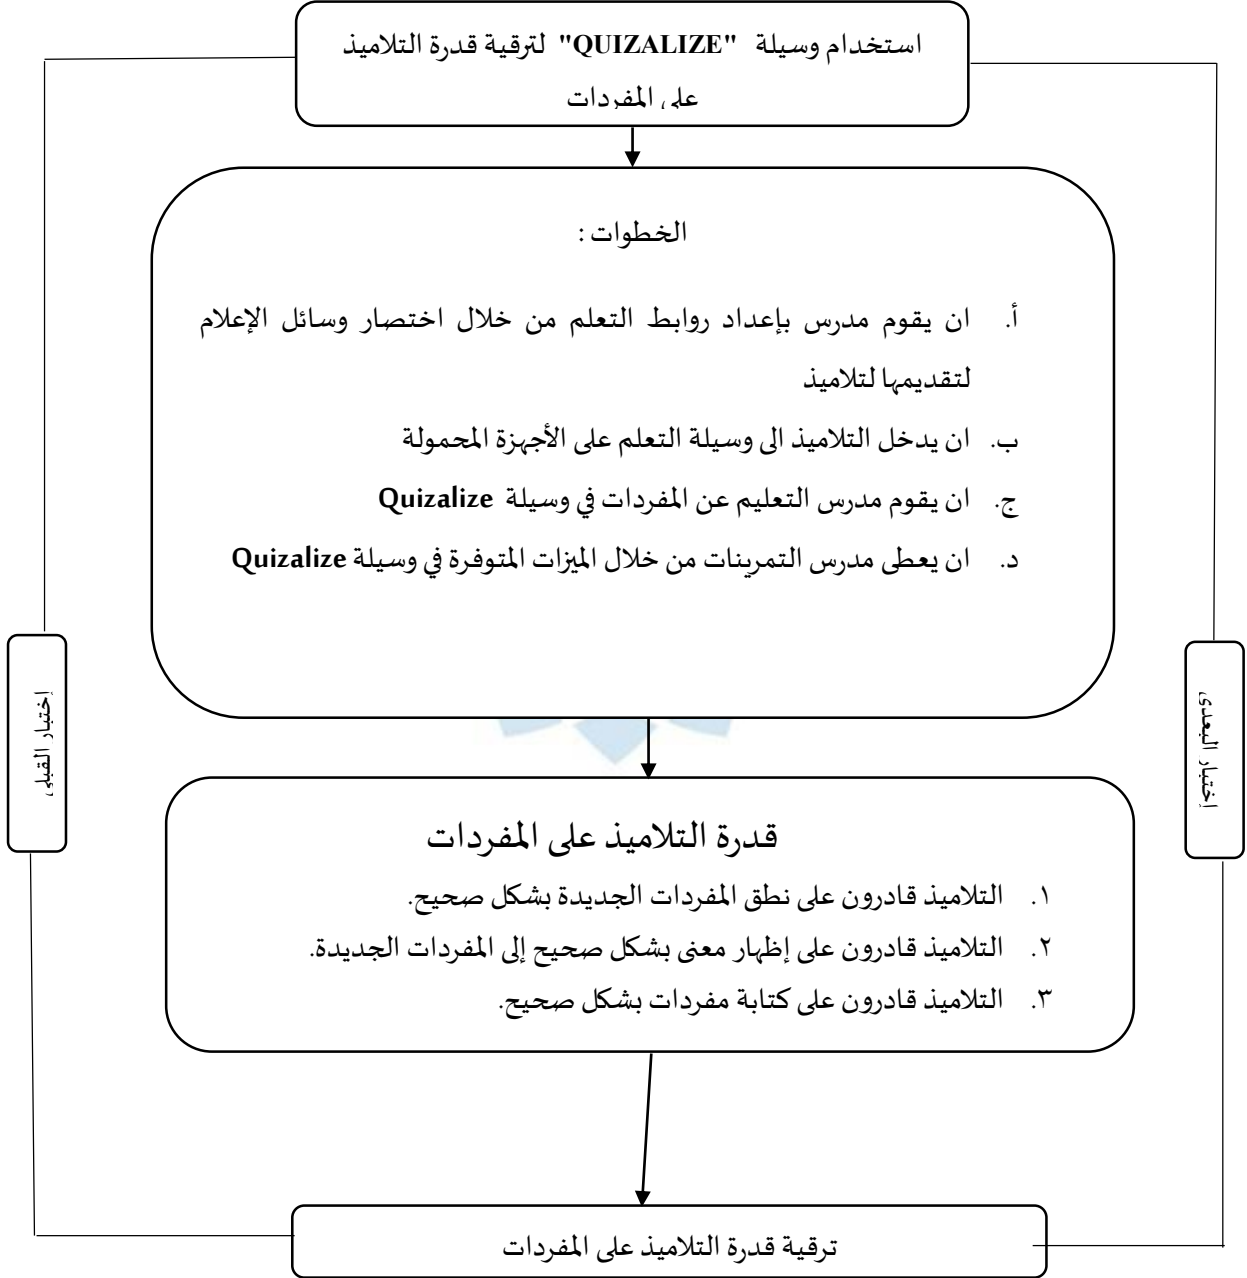 استخدام وسيلة "QUIZALIZE" لترقية قدرة التلاميذ
على المفردات
الخطوات :
أ. ان يقوم مدرس بإعداد روابط التعلم من خلال اختصار وسائل الإعلام
لتقديمها لتلاميذ
ب. ان يدخل التلاميذ الى وسيلة التعلم على الأجهزة المحمولة
ج. ان يقوم مدرس التعليم عن المفردات في وسيلة Quizalize
د. ان يعطى مدرس التمرينات من خلال الميزات المتوفرة في وسيلة Quizalize
إختبار القبلي
إختبار البعدى
قدرة التلاميذ على المفردات
١. التلاميذ قادرون على نطق المفردات الجديدة بشكل صحيح.
٢. التلاميذ قادرون على إظهار معنى بشكل صحيح إلى المفردات الجديدة.
٣. التلاميذ قادرون على كتابة مفردات بشكل صحيح.
ترقية قدرة التلاميذ على المفردات